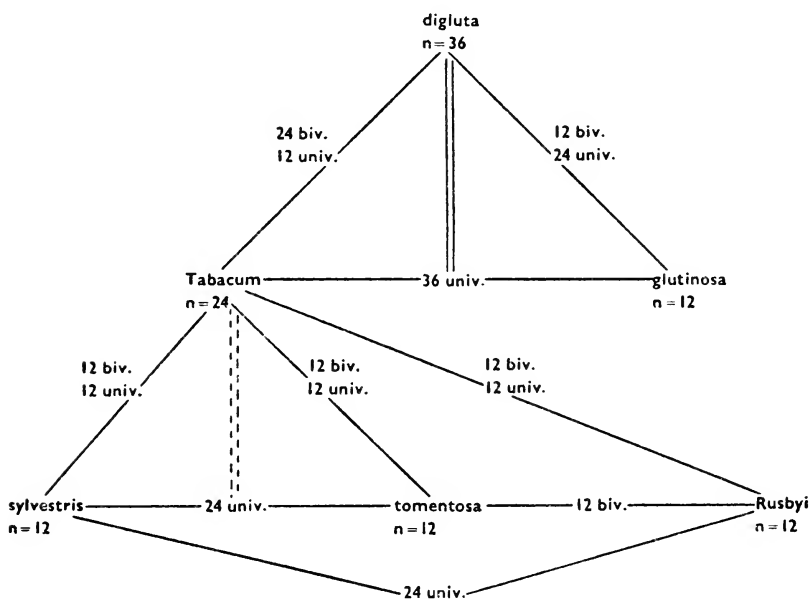 digluta
n = 36
24 biv.
12 univ.
12 biv.
24 univ.
Tabacum
n = 24
36 univ.
glutinosa
n = 12
12 biv.
12 univ.
12 biv.
12 univ.
12 biv.
12 univ.
sylvestris
n = 12
24 univ.
tomentosa
n = 12
12 biv.
Rusbyi
n = 12
24 univ.